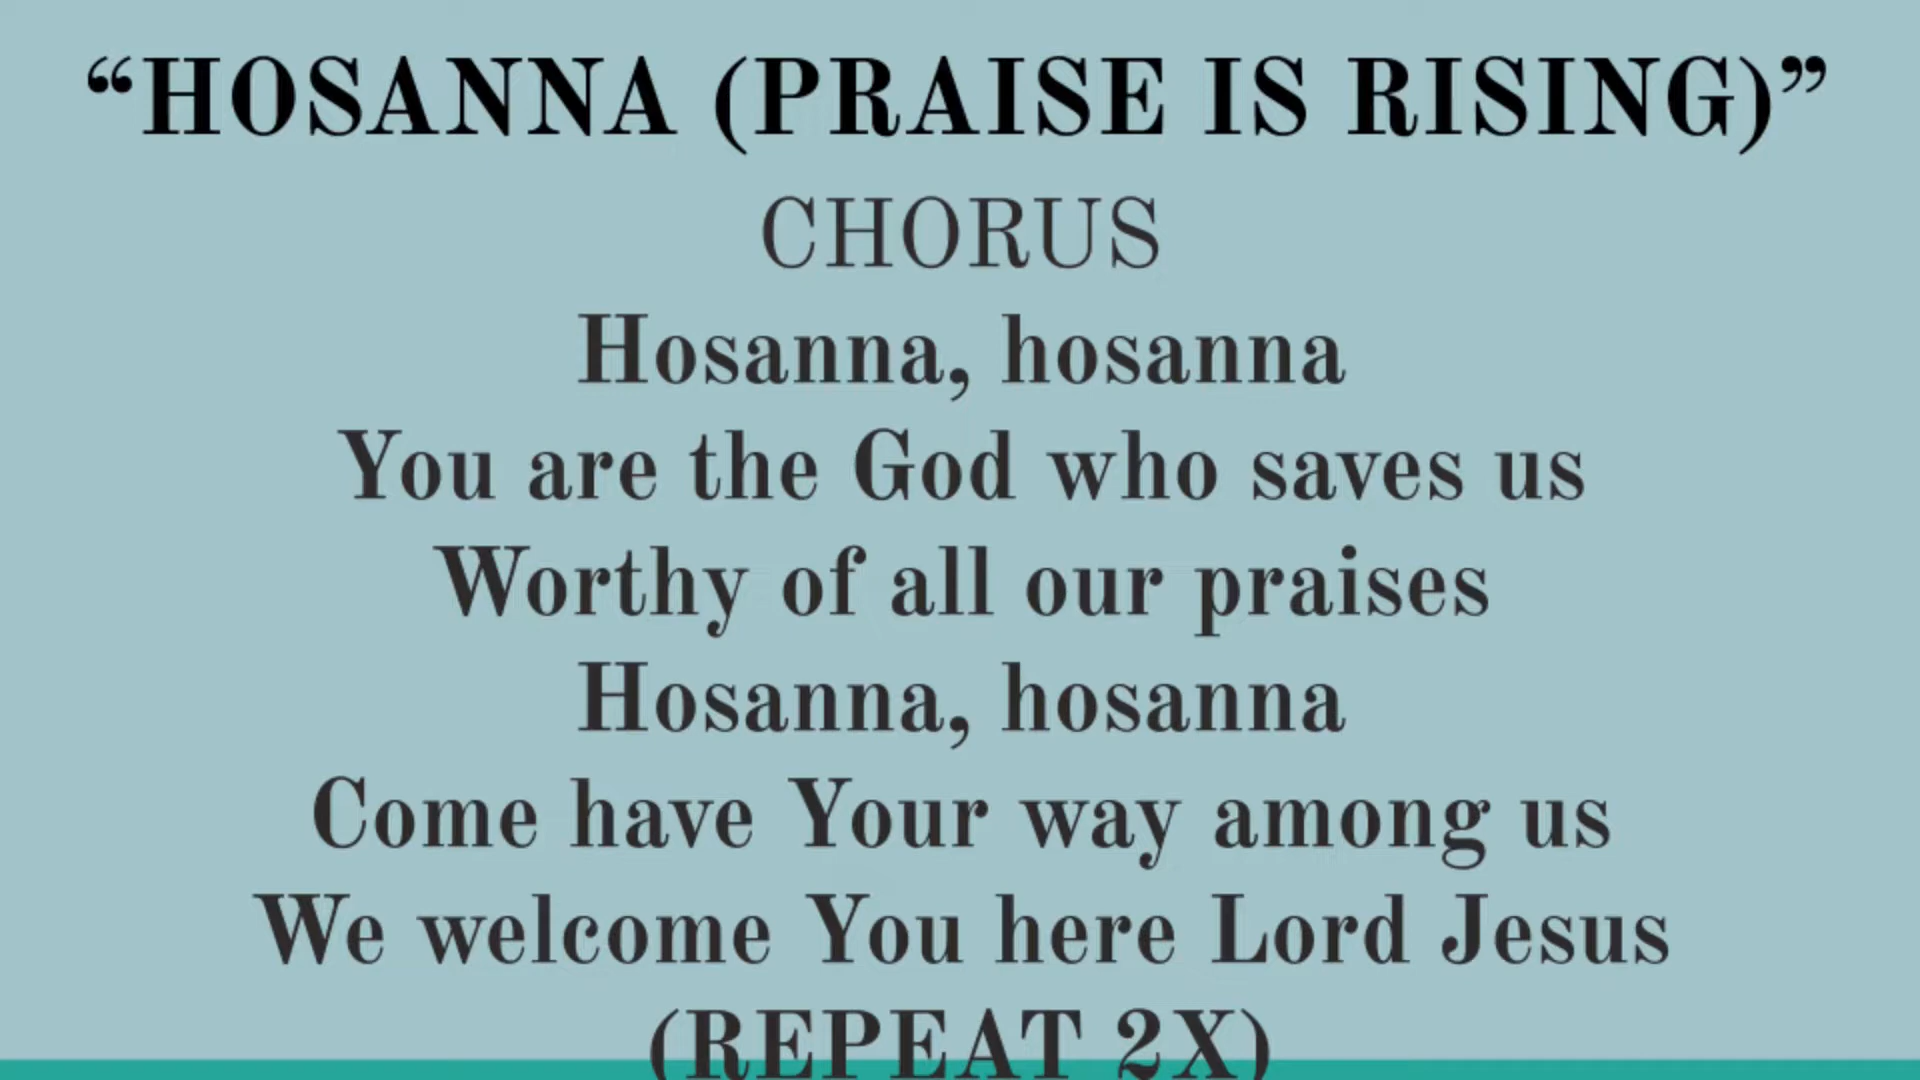 “HOSANNA (PRAISE IS RISING)”
CHORUS
Hosanna, hosanna
You are the God who saves us
Worthy of all our praises
Hosanna, hosanna
Come have Your way among us
We welcome You here Lord Jesus
(REPEAT 2X)